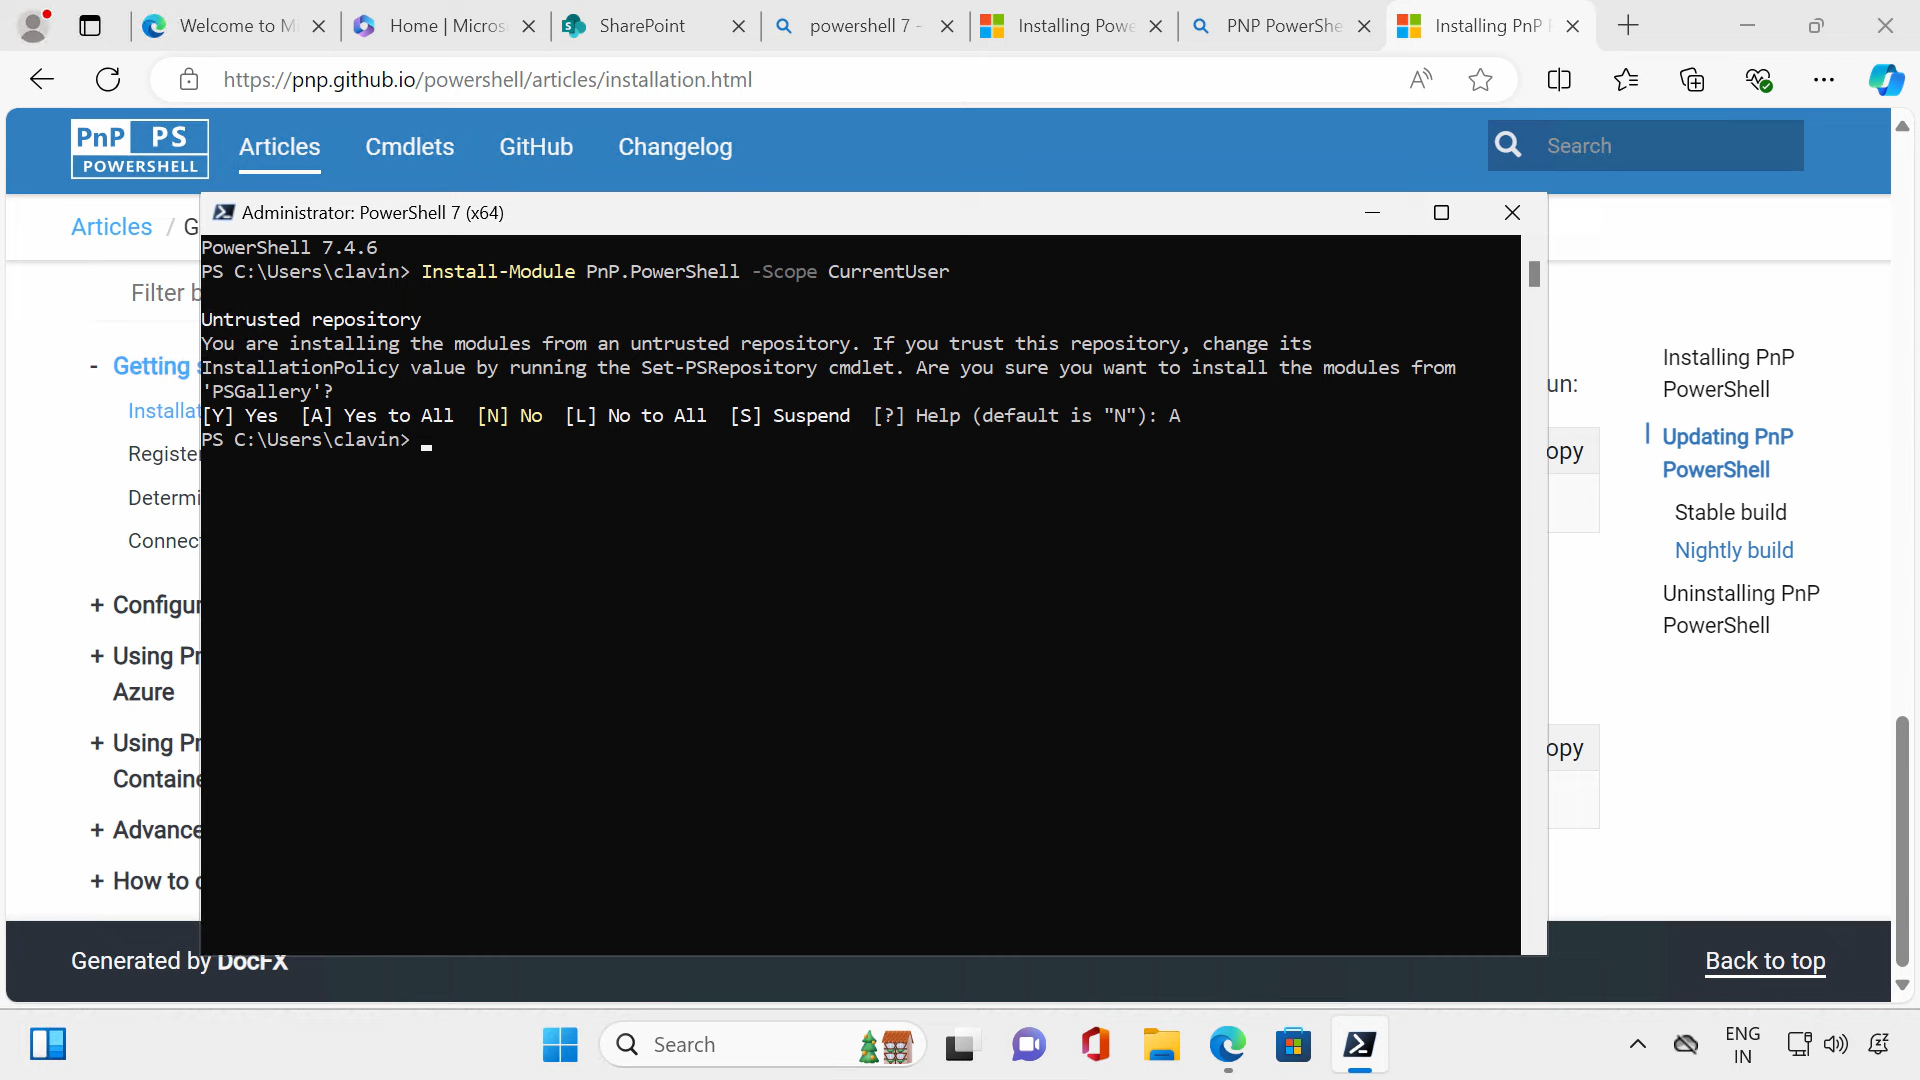 Welcome to Mi
Home | Micros
SharePoint
powershell 7 -
Installing Powe
PNP PowerShe
Installing PnP P
https://pnp.github.io/powershell/articles/installation.html
PnP PS
POWERSHELL
Articles
Cmdlets
GitHub
Changelog
Search
Articles / G
Administrator: PowerShell 7 (x64)
PowerShell 7.4.6
PS C:\Users\clavin> Install-Module PnP.PowerShell -Scope CurrentUser
Untrusted repository
You are installing the modules from an untrusted repository. If you trust this repository, change its
InstallationPolicy value by running the Set-PSRepository cmdlet. Are you sure you want to install the modules from
'PSGallery'?
[Y] Yes [A] Yes to All [N] No [L] No to All [S] Suspend [?] Help (default is "N"): A
PS C:\Users\clavin>
Filter b
- Getting s
Installat
Registe
Determi
Connec
+ Configur
+ Using Pr
Azure
+ Using Pr
Containe
+ Advance
+ How to c
un:
opy
opy
Installing PnP
PowerShell
Updating PnP
PowerShell
Stable build
Nightly build
Uninstalling PnP
PowerShell
Generated by DocFX
Back to top
Search
ENG
IN